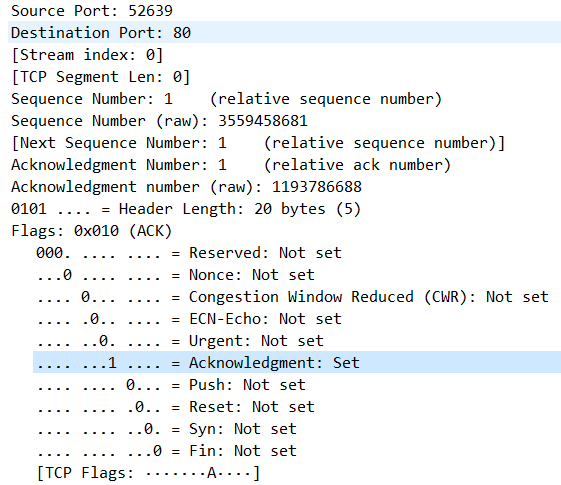 Source Port: 52639
Destination Port: 80
[Stream index: 0]
[TCP Segment Len: 0]
Sequence Number: 1    (relative sequence number)
Sequence Number (raw): 3559458681
[Next Sequence Number: 1    (relative sequence number)]
Acknowledgment Number: 1    (relative ack number)
Acknowledgment number (raw): 1193786688
0101 .... = Header Length: 20 bytes (5)
Flags: 0x010 (ACK)
000. .... .... = Reserved: Not set
...0 .... .... = Nonce: Not set
.... 0... .... = Congestion Window Reduced (CWR): Not set
.... .0.. .... = ECN-Echo: Not set
.... ..0. .... = Urgent: Not set
.... ...1 .... = Acknowledgment: Set
.... .... 0... = Push: Not set
.... .... .0.. = Reset: Not set
.... .... ..0. = Syn: Not set
.... .... ...0 = Fin: Not set
[TCP Flags: ·······A····]